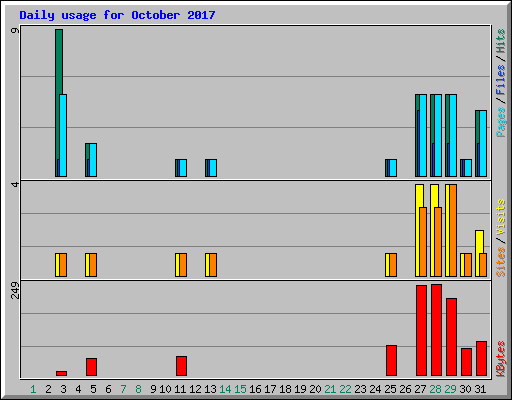 Daily usage for October 2017
9
Pages / Files / Hits
4
Sites / Visits
249
KBytes
1 2 3 4 5 6 7 8 9 10 11 12 13 14 15 16 17 18 19 20 21 22 23 24 25 26 27 28 29 30 31